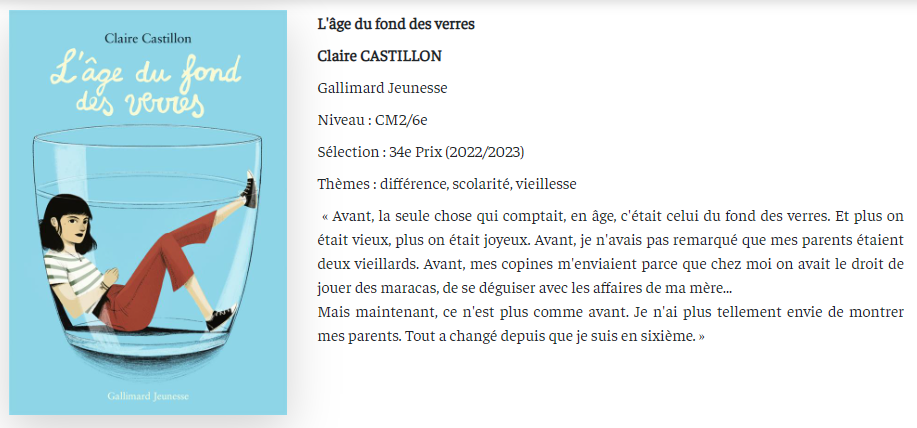 Claire Castillon
L'âge du fond
des verres
Gallimard Jeunesse
L'âge du fond des verres
Claire CASTILLON
Gallimard Jeunesse
Niveau : CM2/6e
Sélection : 34e Prix (2022/2023)
Thèmes : différence, scolarité, vieillesse
« Avant, la seule chose qui comptait, en âge, c'était celui du fond des verres. Et plus on
était vieux, plus on était joyeux. Avant, je n'avais pas remarqué que mes parents étaient
deux vieillards. Avant, mes copines m'enviaient parce que chez moi on avait le droit de
jouer des maracas, de se déguiser avec les affaires de ma mère...
Mais maintenant, ce n'est plus comme avant. Je n'ai plus tellement envie de montrer
mes parents. Tout a changé depuis que je suis en sixième. »